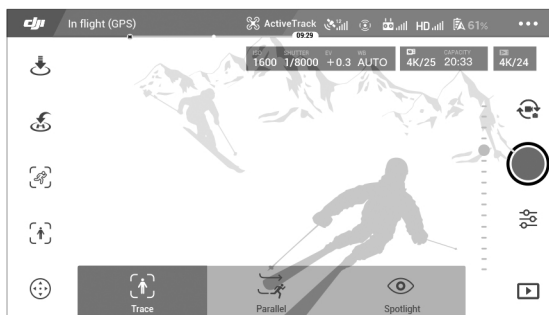 dji In flight (GPS) ActiveTrack 12 HD 61%
09:29
ISO SHUTTER EV WB CAPACITY
1600 1/8000 +0.3 AUTO 4K/25 20:33 4K/24
Trace Parallel Spotlight